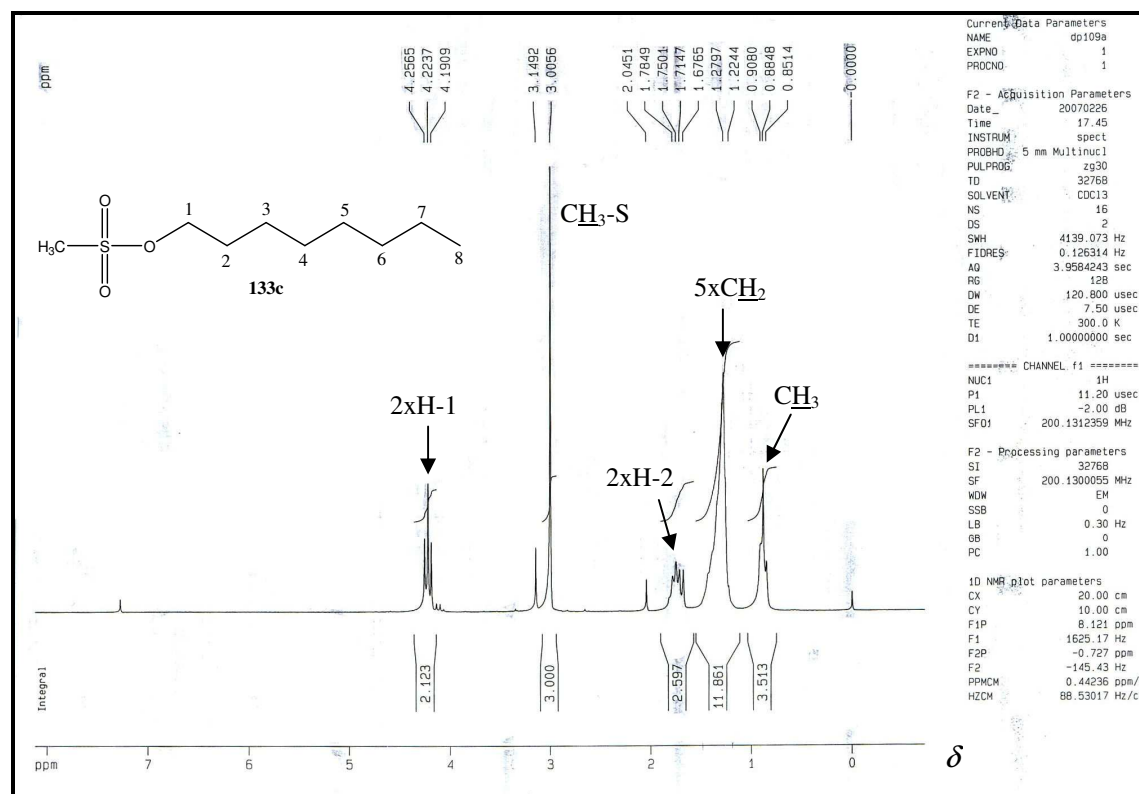 ppm
4.2565
4.2237
4.1909
3.1492
3.0056
2.0451
1.7849
1.7501
1.7147
1.6765
1.2797
1.2244
0.9080
0.8848
0.8514
-0.0000
H₃C S O
O
O
1 2 3 4 5 6 7 8
133c
CH₃-S
5xCH₂
CH₃
2xH-1
2xH-2
Integral
2.123
3.000
2.597
11.861
3.513
ppm 7 6 5 4 3 2 1 0
δ
Current Data Parameters
NAME dp109a
EXPNO 1
PROCNO 1
F2 - Acquisition Parameters
Date_ 20070226
Time 17.45
INSTRUM spect
PROBHD 5 mm Multinucl
PULPROG zg30
TD 32768
SOLVENT CDCl3
NS 16
DS 2
SWH 4139.073 Hz
FIDRES 0.126314 Hz
AQ 3.9584243 sec
RG 128
DW 120.800 usec
DE 7.50 usec
TE 300.0 K
D1 1.00000000 sec
======== CHANNEL f1 ========
NUC1 1H
P1 11.20 usec
PL1 -2.00 dB
SFO1 200.1312359 MHz
F2 - Processing parameters
SI 32768
SF 200.1300055 MHz
WDW EM
SSB 0
LB 0.30 Hz
GB 0
PC 1.00
1D NMR plot parameters
CX 20.00 cm
CY 10.00 cm
F1P 8.121 ppm
F1 1625.17 Hz
F2P -0.727 ppm
F2 -145.43 Hz
PPMCM 0.44236 ppm/
HZCM 88.53017 Hz/c